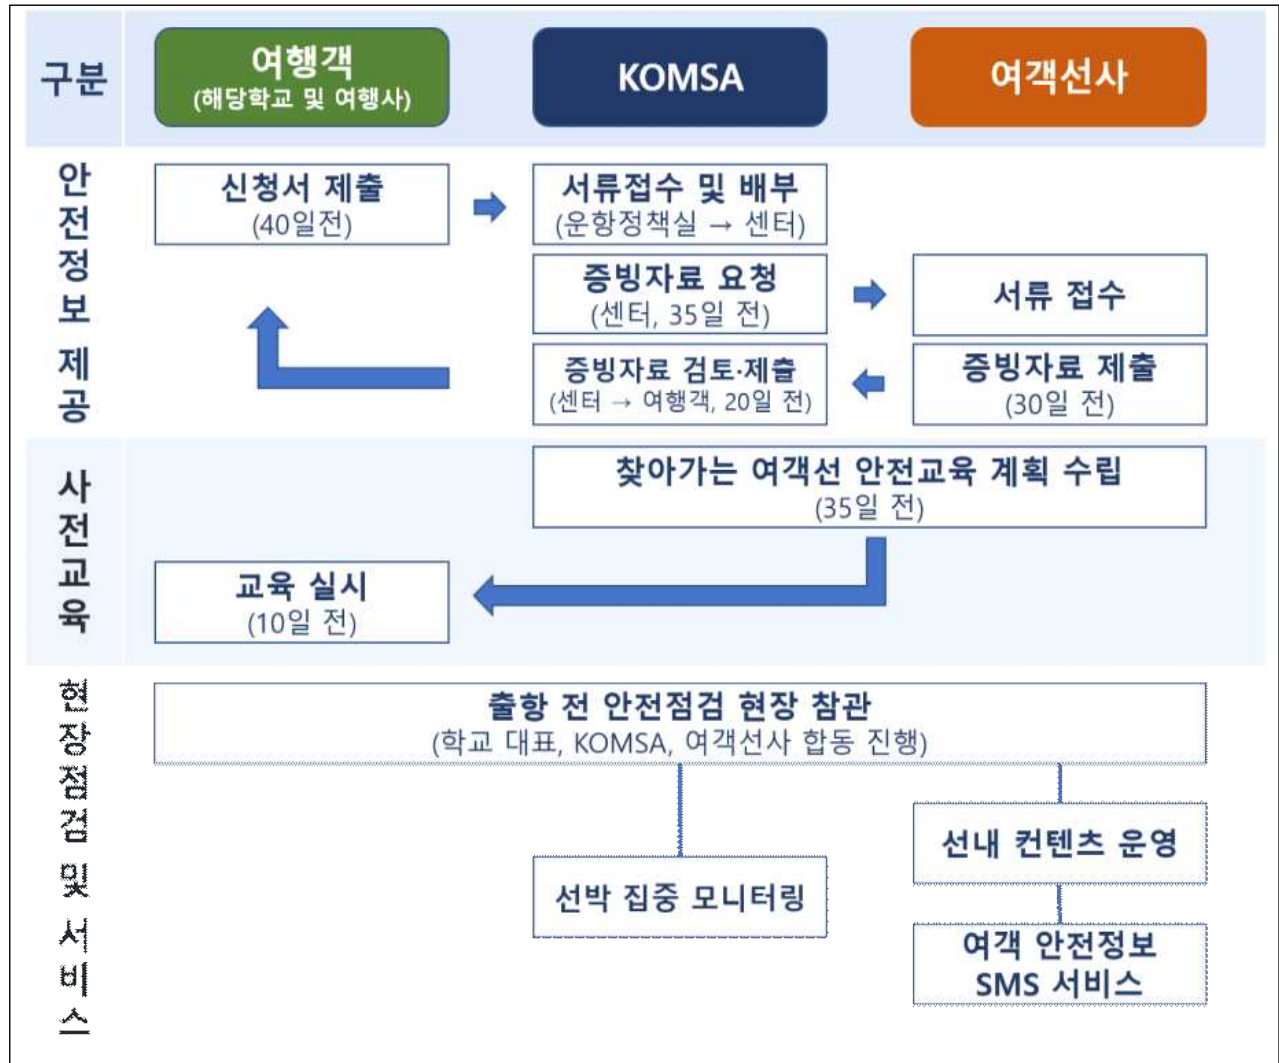 구분
여행객
(해당학교 및 여행사)
KOMSA
여객선사
안전정보 제공
신청서 제출
(40일전)
서류접수 및 배부
(운항정책실 → 센터)
증빙자료 요청
(센터, 35일 전)
서류 접수
증빙자료 검토·제출
(센터 → 여행객, 20일 전)
증빙자료 제출
(30일 전)
사전교육
찾아가는 여객선 안전교육 계획 수립
(35일 전)
교육 실시
(10일 전)
현장점검 및 서비스
출항 전 안전점검 현장 참관
(학교 대표, KOMSA, 여객선사 합동 진행)
선박 집중 모니터링
선내 컨텐츠 운영
여객 안전정보
SMS 서비스